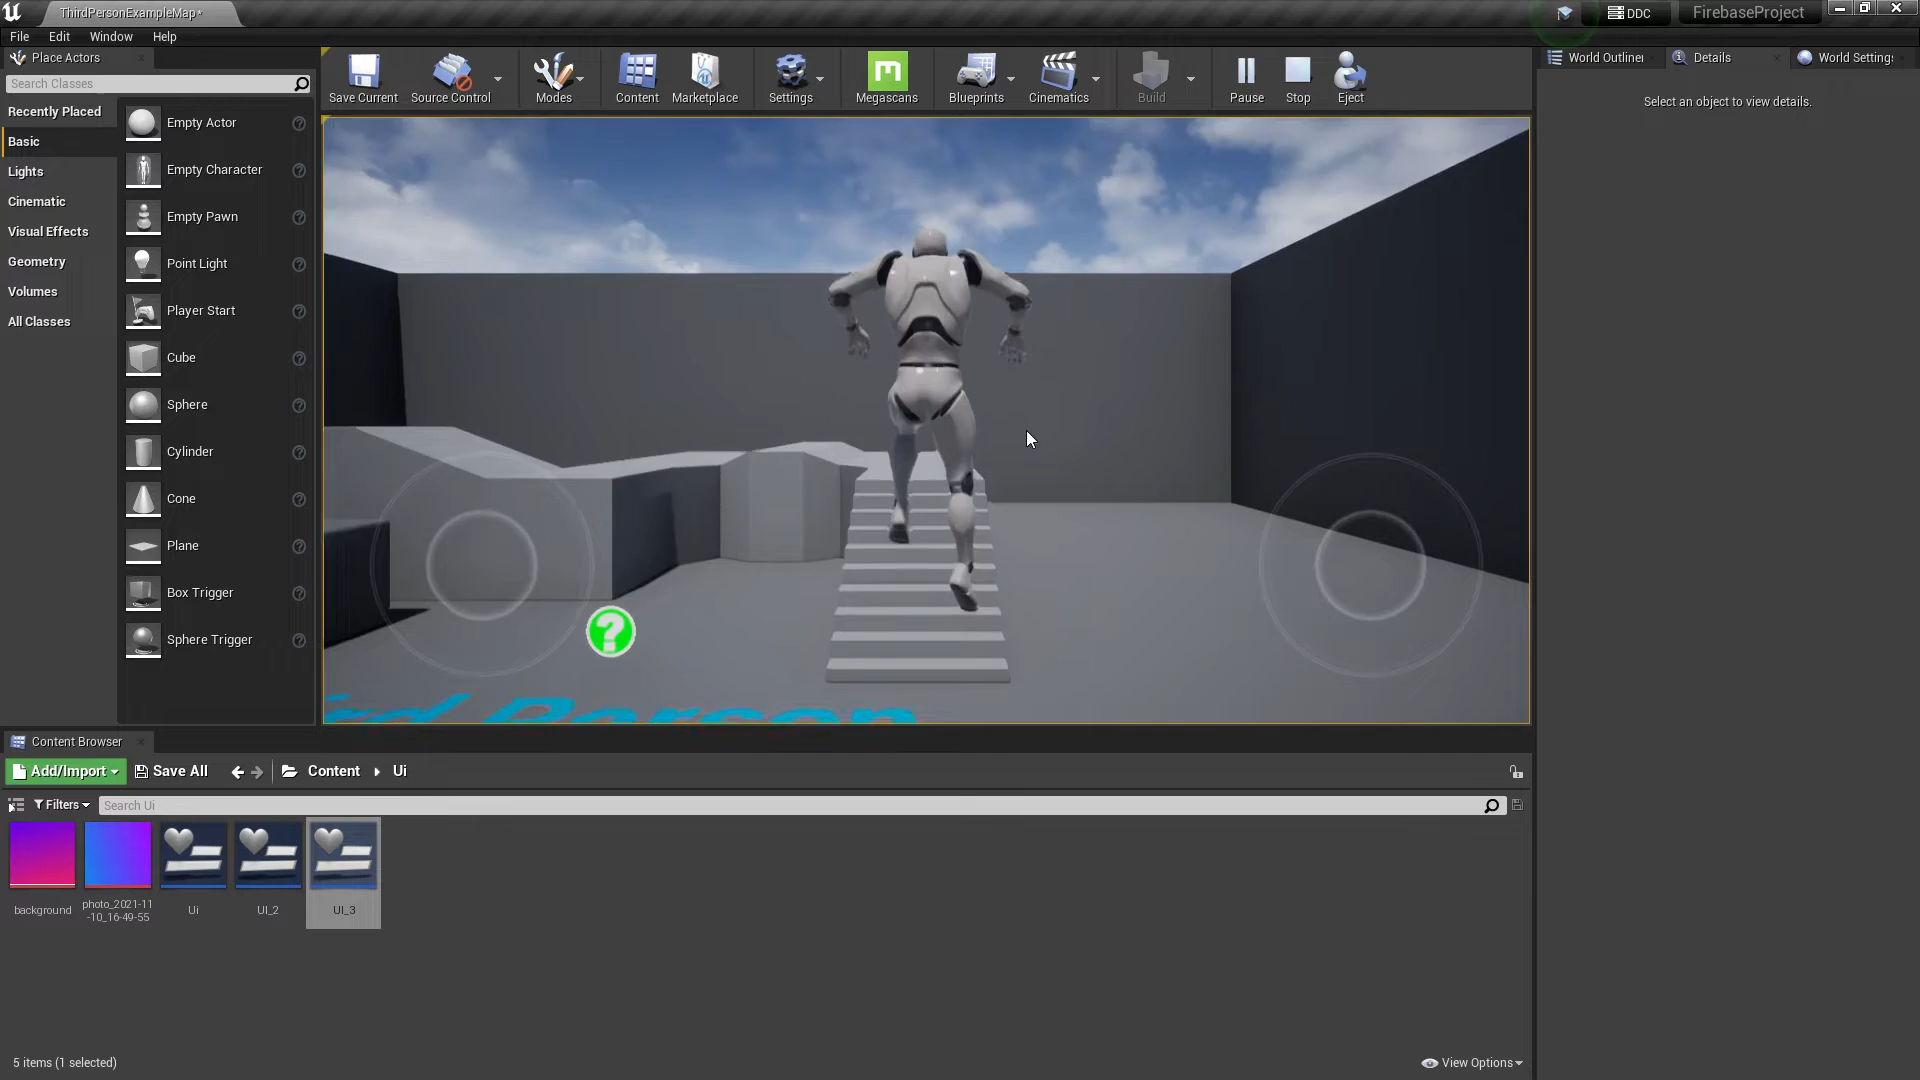 ThirdPersonExampleMap*
DDC
FirebaseProject
File Edit Window Help
Place Actors
Search Classes
Recently Placed
Basic
Lights
Cinematic
Visual Effects
Geometry
Volumes
All Classes
Empty Actor
Empty Character
Empty Pawn
Point Light
Player Start
Cube
Sphere
Cylinder
Cone
Plane
Box Trigger
Sphere Trigger
Save Current
Source Control
Modes
Content
Marketplace
Settings
Megascans
Blueprints
Cinematics
Build
Pause
Stop
Eject
World Outliner
Details
World Settings
Select an object to view details.
?
ird Person
Content Browser
Add/Import
Save All
Content
Ui
Filters
Search Ui
background
photo_2021-11
-10_16-49-55
Ui
UI_2
UI_3
5 items (1 selected)
View Options